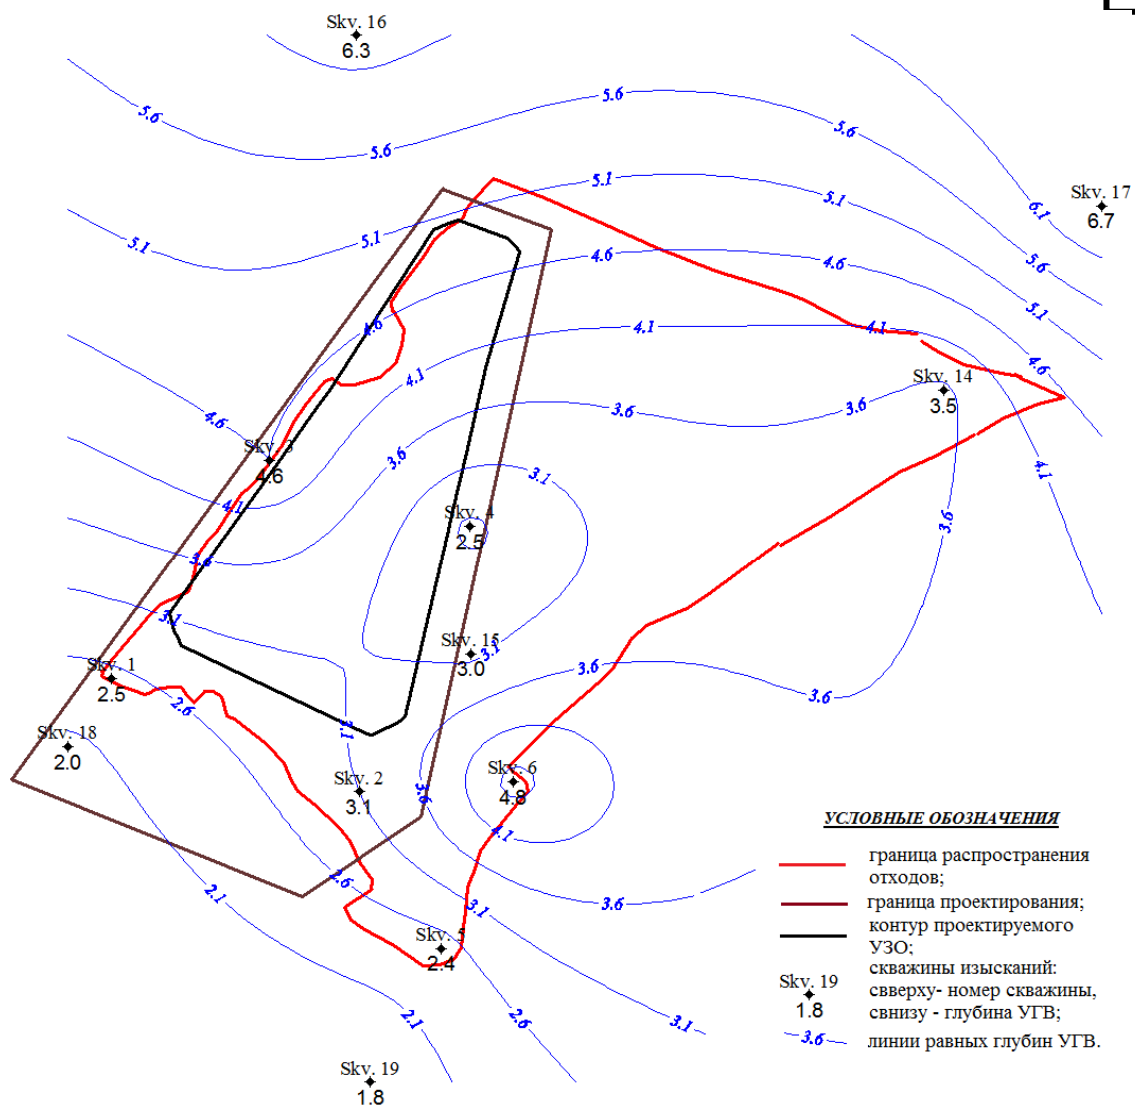 Skv. 16
6.3
5.6
5.6
5.6
5.6
Skv. 17
6.7
6.1
5.1
5.1
5.1
5.1
5.6
5.1
4.6
4.6
4.6
4.6
4.6
4.1
4.1
4.1
4.1
4.1
Skv. 14
3.5
3.6
3.6
3.6
3.6
3.6
Skv. 3
4.6
3.1
Skv. 4
2.5
3.1
Skv. 15
3.0
3.1
Skv. 1
2.5
2.6
3.6
3.6
Skv. 18
2.0
3.1
Skv. 2
3.1
3.6
Skv. 6
4.8
4.1
2.1
2.6
3.1
3.6
Skv. 5
2.4
2.1
2.6
3.1
Skv. 19
1.8
УСЛОВНЫЕ ОБОЗНАЧЕНИЯ
граница распространения
отходов;
граница проектирования;
контур проектируемого
УЗО;
Skv. 19
1.8
скважины изысканий:
свверху- номер скважины,
свнизу - глубина УГВ;
3.6
линии равных глубин УГВ.